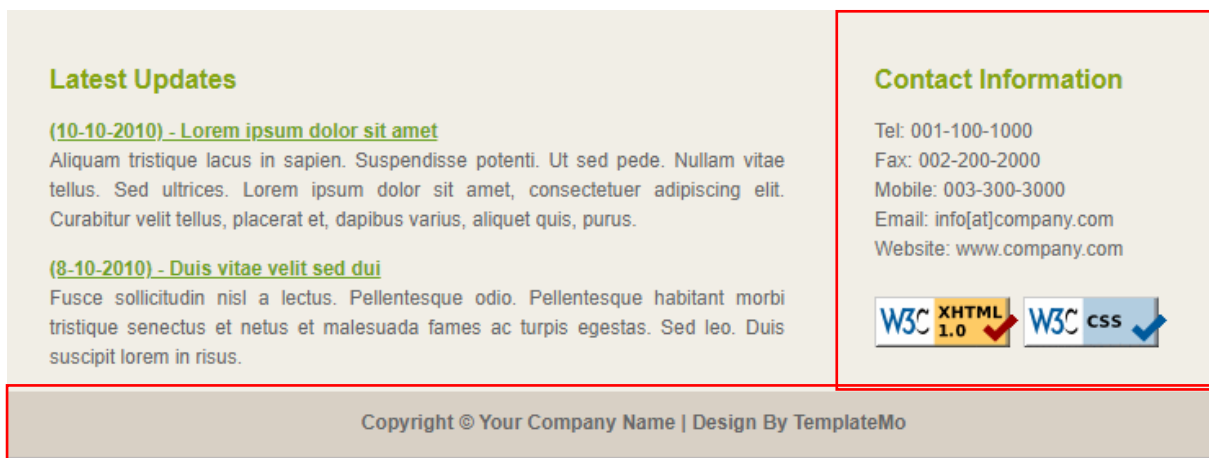 Latest Updates
(10-10-2010) - Lorem ipsum dolor sit amet
Aliquam tristique lacus in sapien. Suspendisse potenti. Ut sed pede. Nullam vitae
tellus. Sed ultrices. Lorem ipsum dolor sit amet, consectetuer adipiscing elit.
Curabitur velit tellus, placerat et, dapibus varius, aliquet quis, purus.
(8-10-2010) - Duis vitae velit sed dui
Fusce sollicitudin nisl a lectus. Pellentesque odio. Pellentesque habitant morbi
tristique senectus et netus et malesuada fames ac turpis egestas. Sed leo. Duis
suscipit lorem in risus.
Contact Information
Tel: 001-100-1000
Fax: 002-200-2000
Mobile: 003-300-3000
Email: info[at]company.com
Website: www.company.com
W3C XHTML 1.0
W3C css
Copyright © Your Company Name | Design By TemplateMo